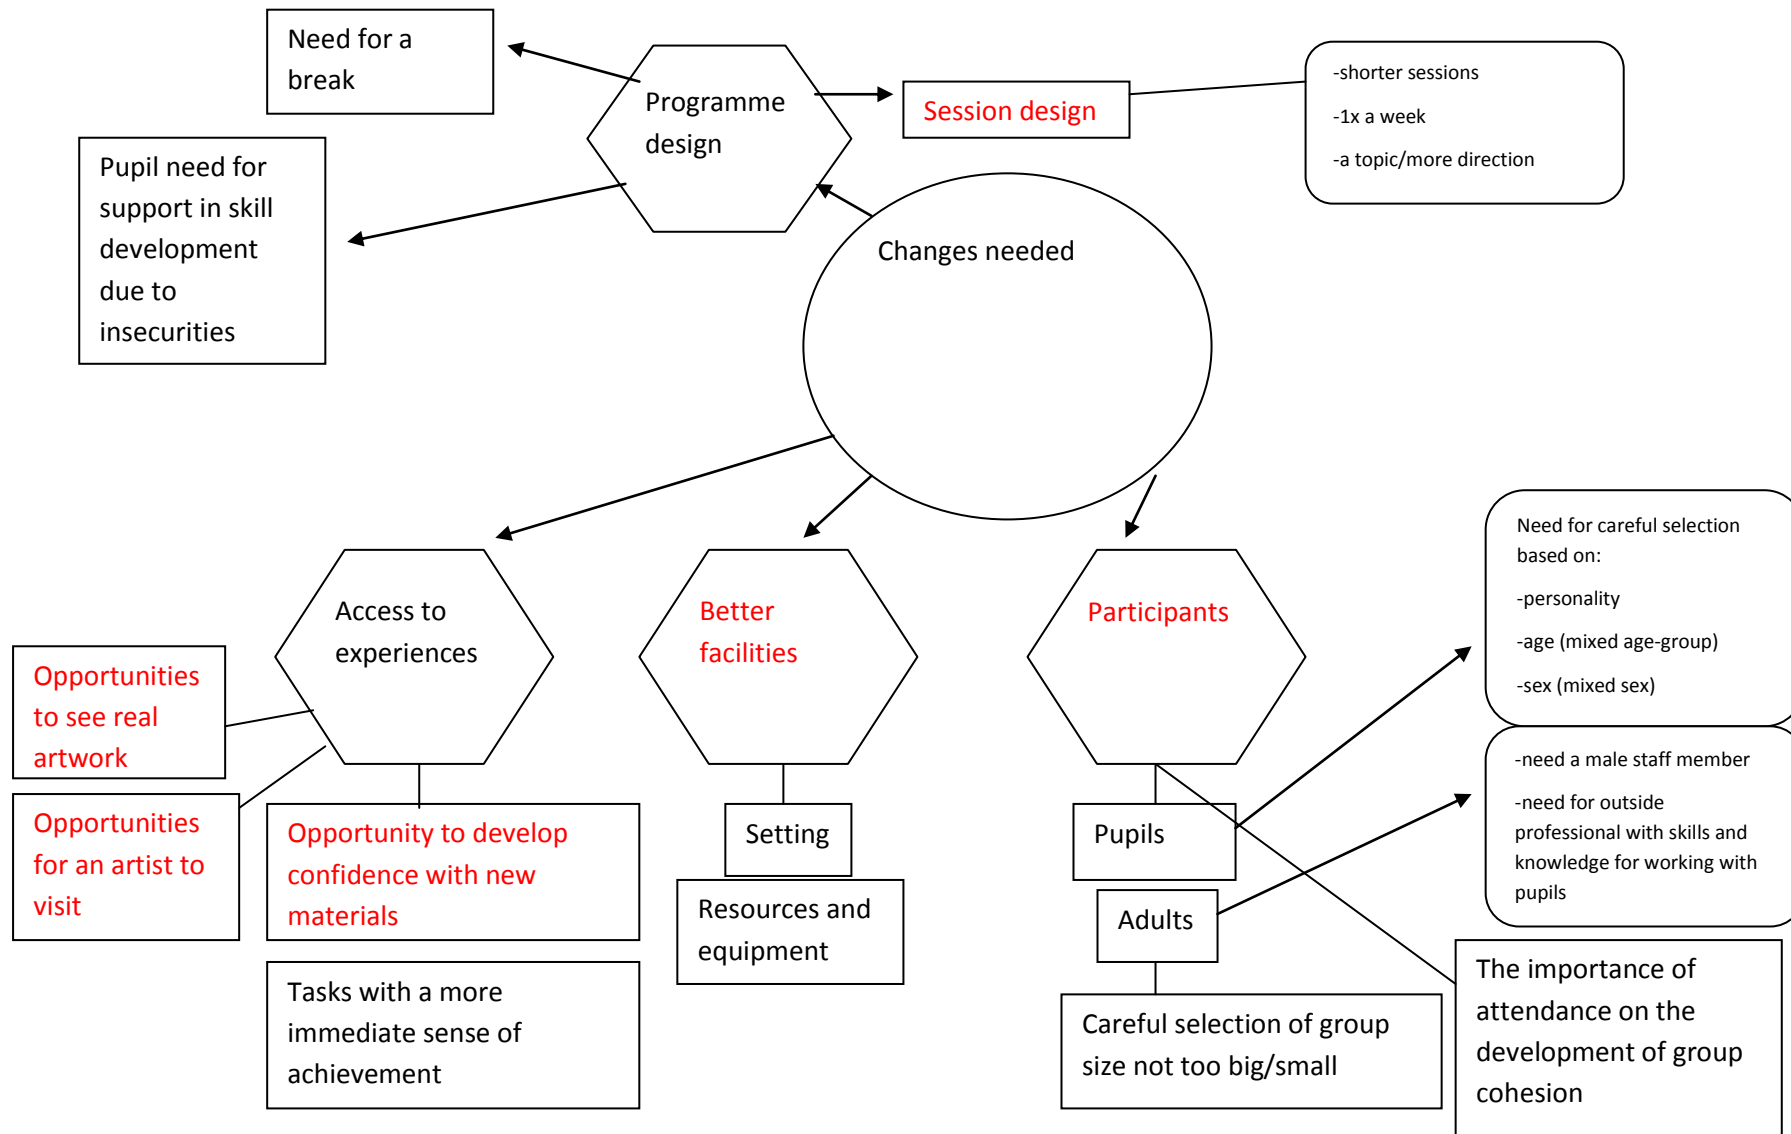 Need for a
break
Programme
design
Session design
-shorter sessions
-1x a week
-a topic/more direction
Pupil need for
support in skill
development
due to
insecurities
Changes needed
Access to
experiences
Better
facilities
Participants
Need for careful selection
based on:
-personality
-age (mixed age-group)
-sex (mixed sex)
Opportunities
to see real
artwork
Opportunities
for an artist to
visit
Opportunity to develop
confidence with new
materials
Tasks with a more
immediate sense of
achievement
Setting
Resources and
equipment
Pupils
Adults
-need a male staff member
-need for outside
professional with skills and
knowledge for working with
pupils
Careful selection of group
size not too big/small
The importance of
attendance on the
development of group
cohesion